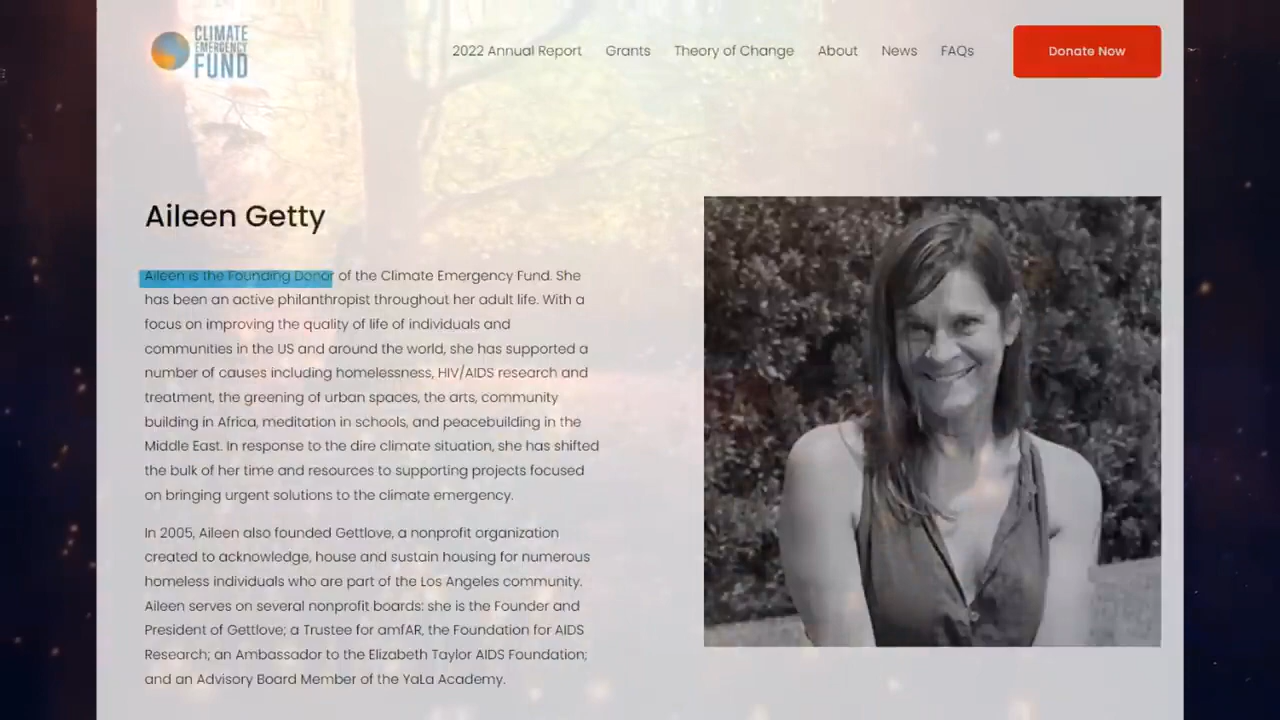 CLIMATE
EMERGENCY
FUND
2022 Annual Report Grants Theory of Change About News FAQs Donate Now
Aileen Getty
Aileen is the Founding Donor of the Climate Emergency Fund. She
has been an active philanthropist throughout her adult life. With a
focus on improving the quality of life of individuals and
communities in the US and around the world, she has supported a
number of causes including homelessness, HIV/AIDS research and
treatment, the greening of urban spaces, the arts, community
building in Africa, meditation in schools, and peacebuilding in the
Middle East. In response to the dire climate situation, she has shifted
the bulk of her time and resources to supporting projects focused
on bringing urgent solutions to the climate emergency.
In 2005, Aileen also founded Gettlove, a nonprofit organization
created to acknowledge, house and sustain housing for numerous
homeless individuals who are part of the Los Angeles community.
Aileen serves on several nonprofit boards: she is the Founder and
President of Gettlove; a Trustee for amfAR, the Foundation for AIDS
Research; an Ambassador to the Elizabeth Taylor AIDS Foundation;
and an Advisory Board Member of the YaLa Academy.